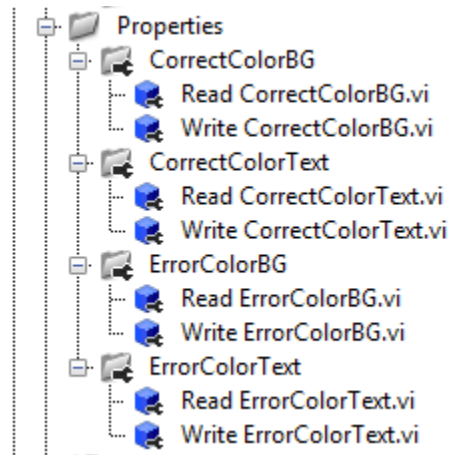 Properties
CorrectColorBG
Read CorrectColorBG.vi
Write CorrectColorBG.vi
CorrectColorText
Read CorrectColorText.vi
Write CorrectColorText.vi
ErrorColorBG
Read ErrorColorBG.vi
Write ErrorColorBG.vi
ErrorColorText
Read ErrorColorText.vi
Write ErrorColorText.vi